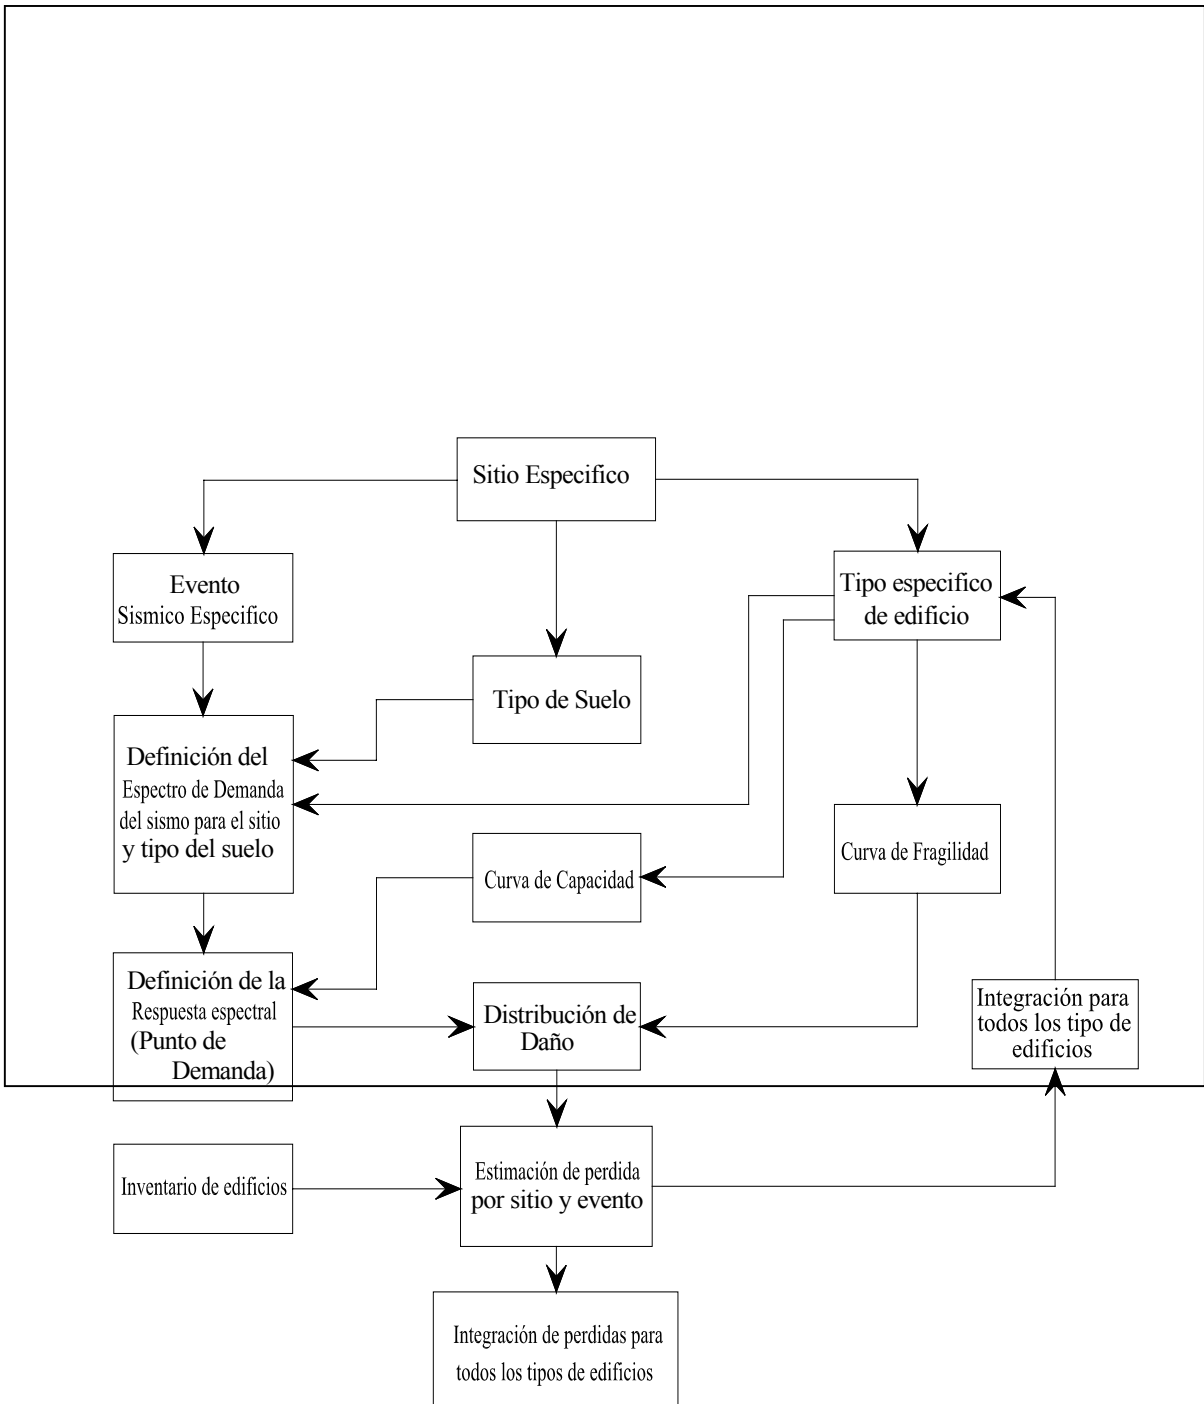 Sitio Especifico
Evento
Sismico Especifico
Tipo especifico
de edificio
Tipo de Suelo
Definición del
Espectro de Demanda
del sismo para el sitio
y tipo del suelo
Curva de Capacidad
Curva de Fragilidad
Definición de la
Respuesta espectral
(Punto de
Demanda)
Distribución de
Daño
Integración para
todos los tipo de
edificios
Inventario de edificios
Estimación de perdida
por sitio y evento
Integración de perdidas para
todos los tipos de edificios